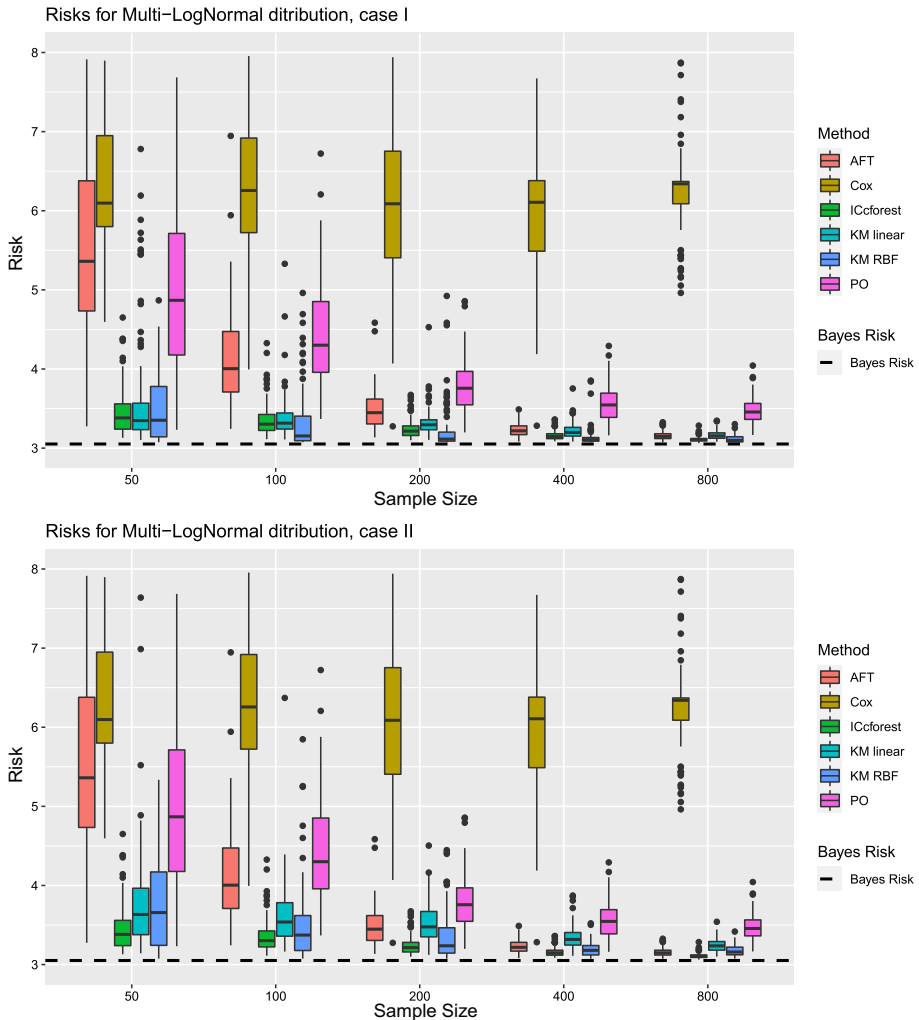 Risks for Multi−LogNormal ditribution, case I
8
7
6
5
4
3
Risk
50 100 200 400 800
Sample Size
Method
AFT
Cox
ICcforest
KM linear
KM RBF
PO
Bayes Risk
Bayes Risk
Risks for Multi−LogNormal ditribution, case II
8
7
6
5
4
3
Risk
50 100 200 400 800
Sample Size
Method
AFT
Cox
ICcforest
KM linear
KM RBF
PO
Bayes Risk
Bayes Risk